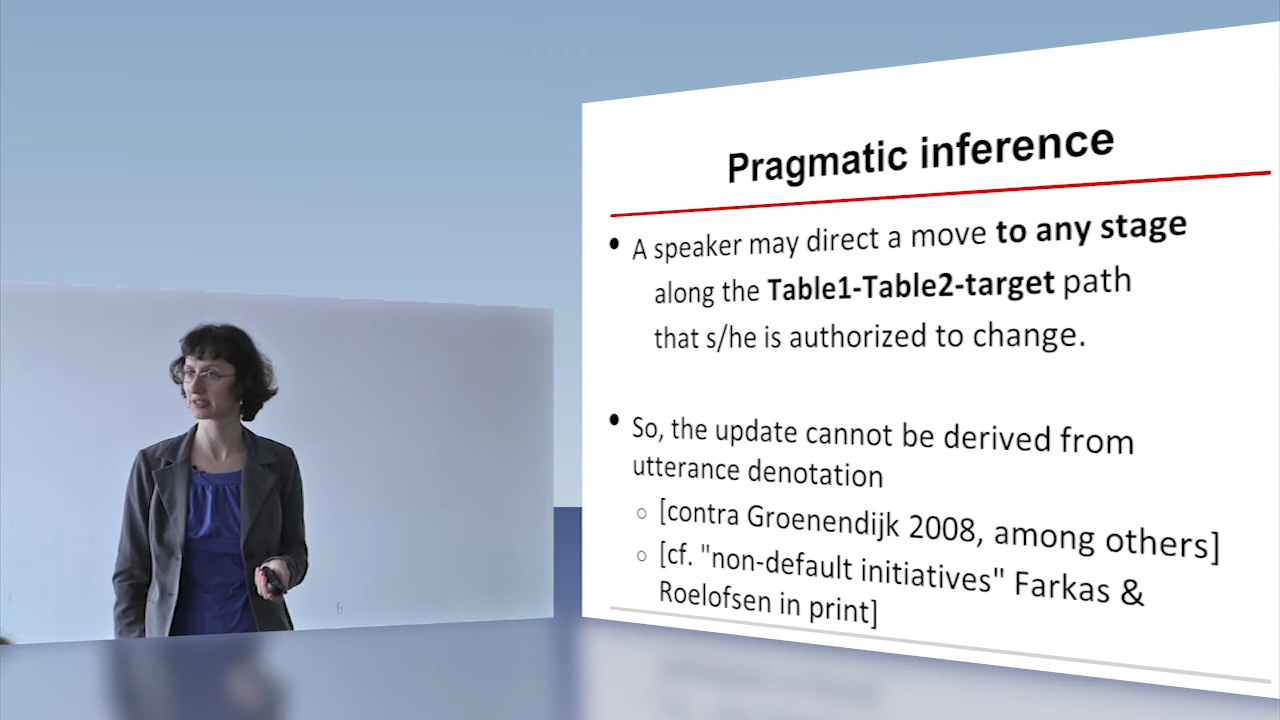 Pragmatic inference
• A speaker may direct a move to any stage
along the Table1-Table2-target path
that s/he is authorized to change.
• So, the update cannot be derived from
utterance denotation
○ [contra Groenendijk 2008, among others]
○ [cf. "non-default initiatives" Farkas &
Roelofsen in print]